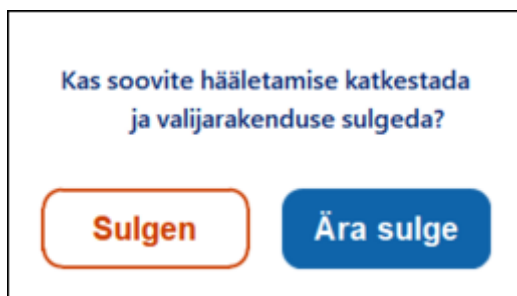 Kas soovite hääletamise katkestada
ja valijarakenduse sulgeda?
Sulgen
Ära sulge